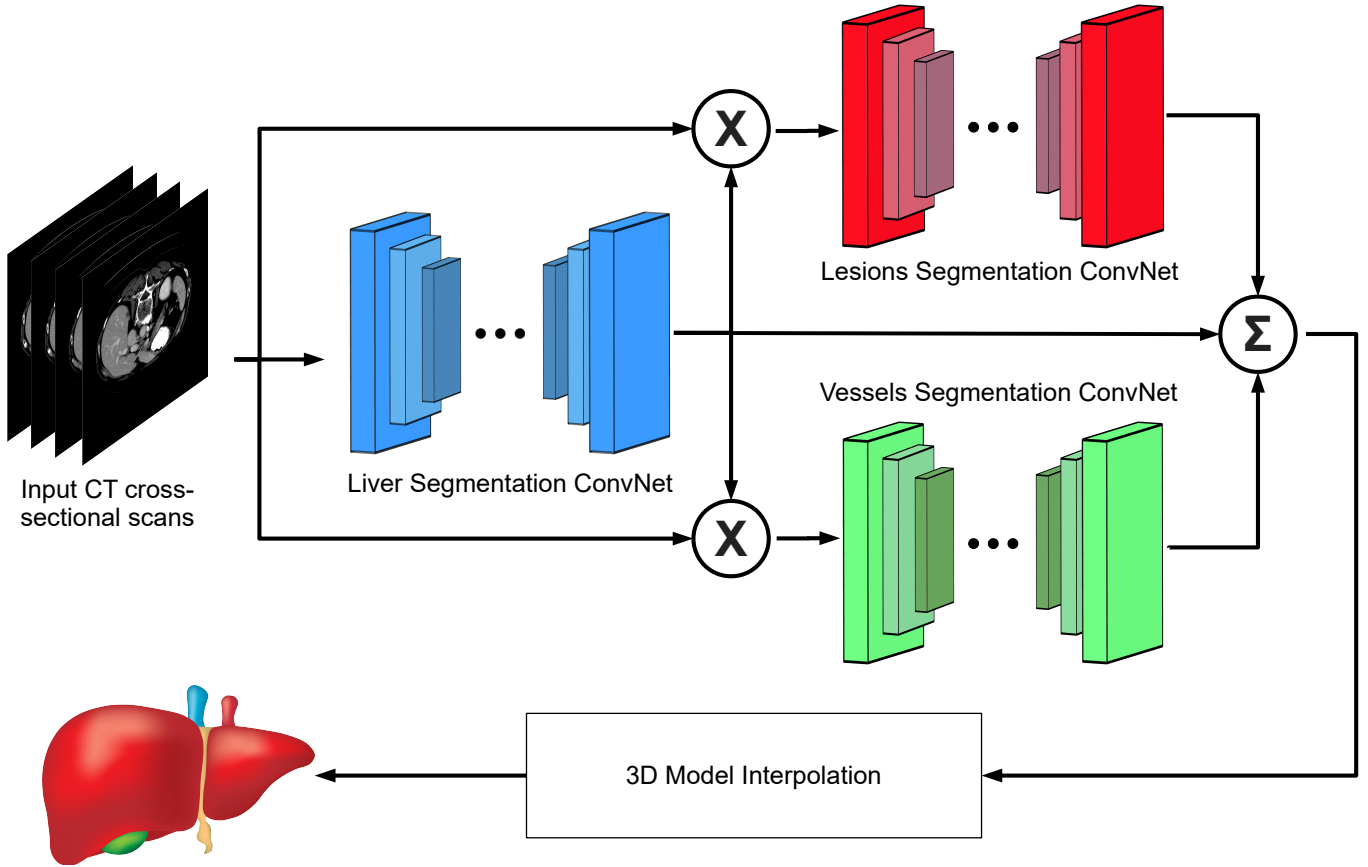 X
Lesions Segmentation ConvNet
Σ
Vessels Segmentation ConvNet
Liver Segmentation ConvNet
Input CT cross-
sectional scans
X
3D Model Interpolation